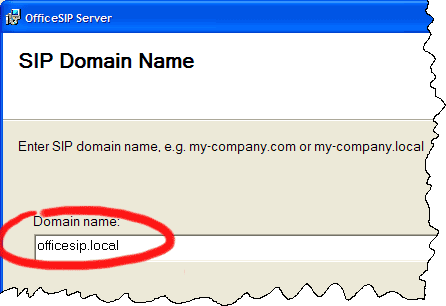 OfficeSIP Server
SIP Domain Name
Enter SIP domain name, e.g. my-company.com or my-company.local
Domain name:
officesip.local